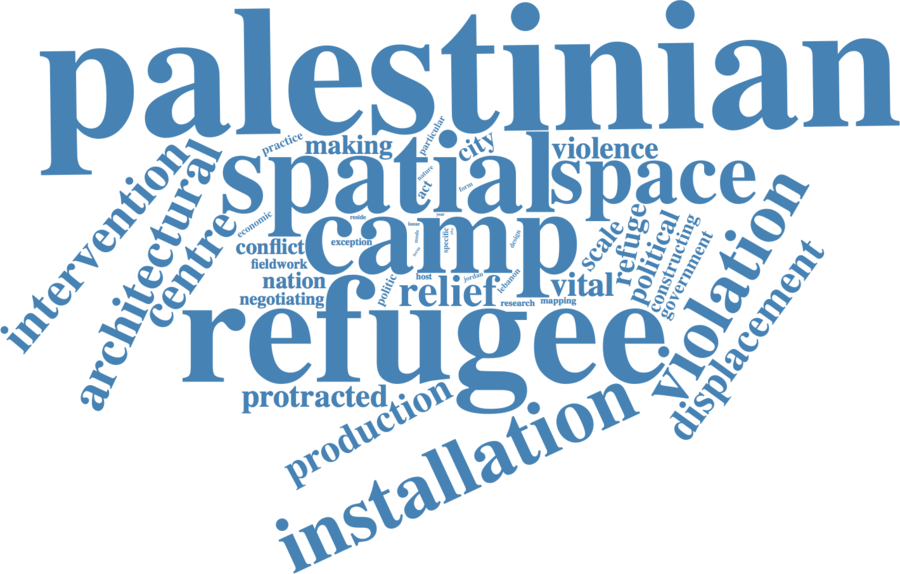 palestinian
intervention
architectural
centre
practice
making
particular
city
violence
nature
act
form
spatial
space
economic
reside
year
camp
conflict
exception
specific
design
scale
refuge
political
constructing
government
violation
displacement
fieldwork
nation
negotiating
politic
host
jordan
lebanon
relief
research
mapping
vital
refugee
protracted
production
installation